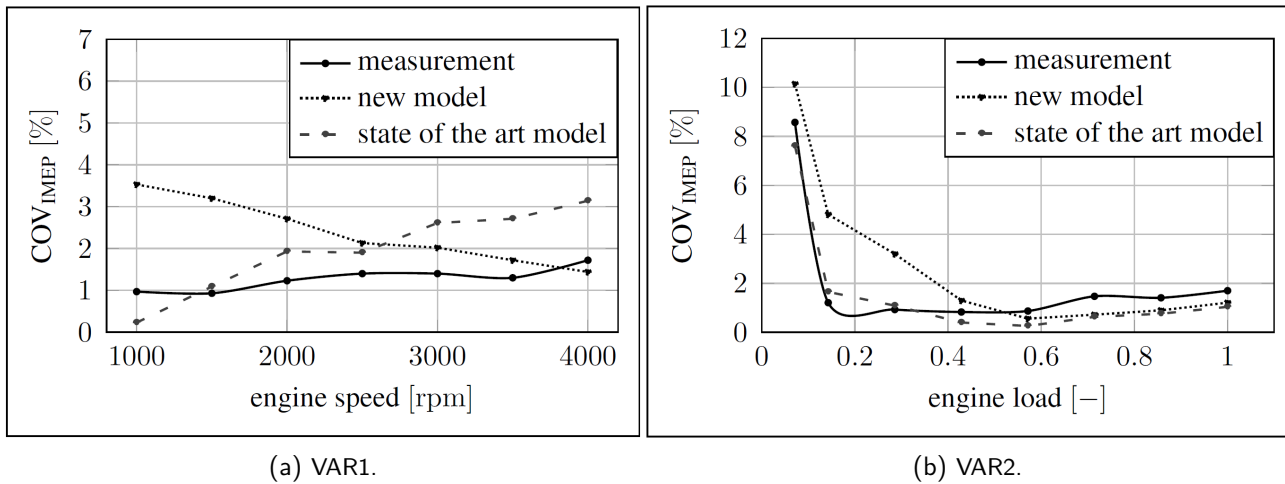 7
6
5
4
3
2
1
0
COV_IMEP [%]
measurement
new model
state of the art model
1000 2000 3000 4000
engine speed [rpm]
(a) VAR1.
12
10
8
6
4
2
0
COV_IMEP [%]
measurement
new model
state of the art model
0 0.2 0.4 0.6 0.8 1
engine load [−]
(b) VAR2.